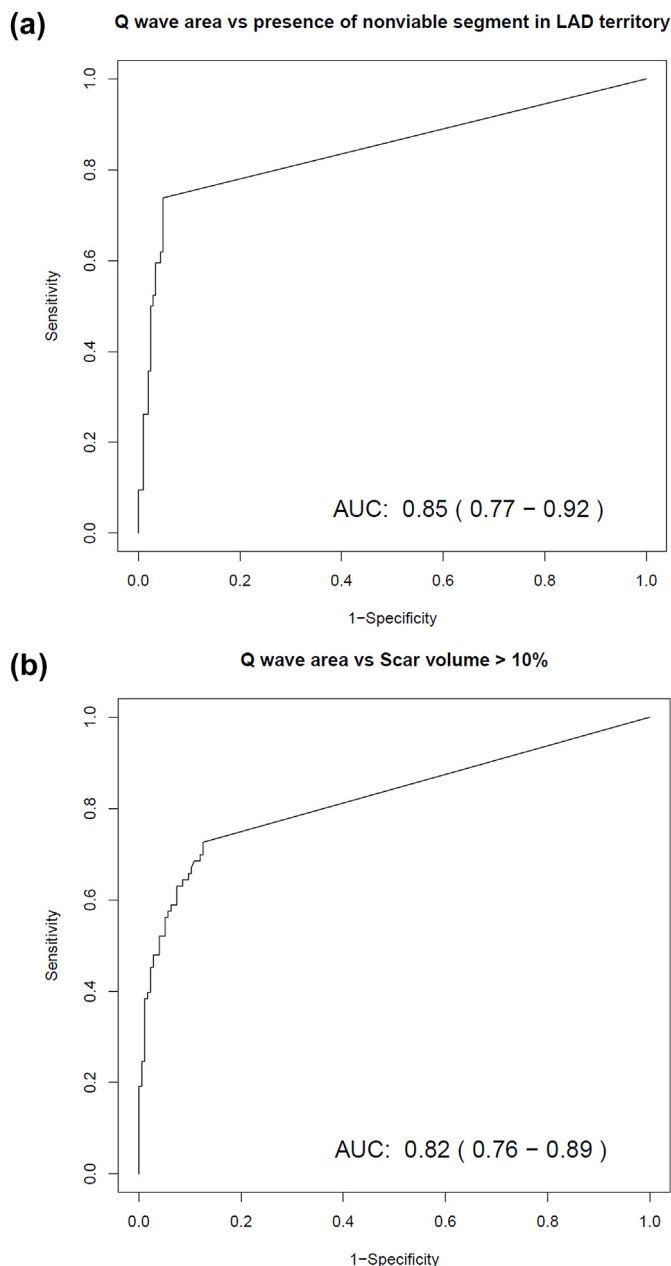 (a)
Q wave area vs presence of nonviable segment in LAD territory
1.0
0.8
0.6
0.4
0.2
0.0
Sensitivity
AUC: 0.85 ( 0.77 − 0.92 )
0.0 0.2 0.4 0.6 0.8 1.0
1−Specificity
(b)
Q wave area vs Scar volume > 10%
1.0
0.8
0.6
0.4
0.2
0.0
Sensitivity
AUC: 0.82 ( 0.76 − 0.89 )
0.0 0.2 0.4 0.6 0.8 1.0
1−Specificity